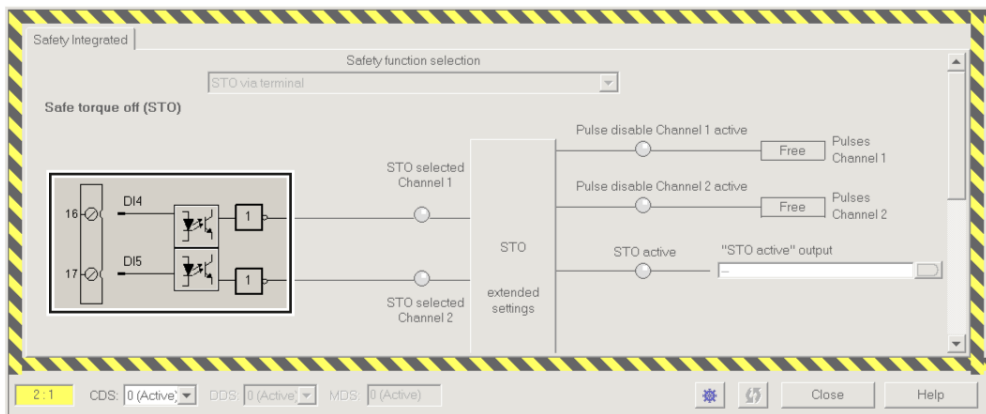 Safety Integrated
Safety function selection
STO via terminal
Safe torque off (STO)
Pulse disable Channel 1 active
Free
Pulses
Channel 1
STO selected
Channel 1
Pulse disable Channel 2 active
Free
Pulses
Channel 2
16
DI4
1
STO
STO active
"STO active" output
--
17
DI5
1
extended
settings
STO selected
Channel 2
2:1
CDS: 0 (Active)
DDS: 0 (Active)
MDS: 0 (Active)
Close
Help